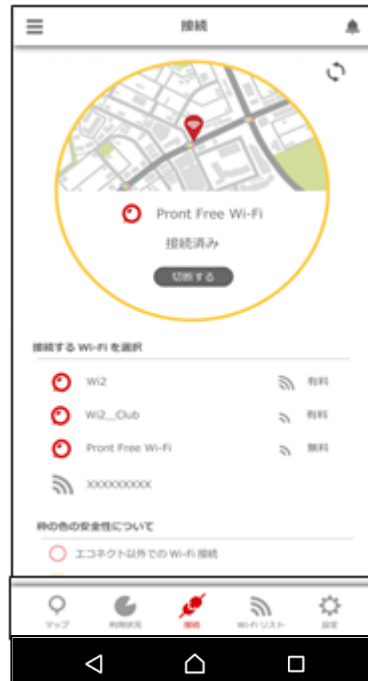 接続
Pront Free Wi-Fi
接続済み
切断する
接続する Wi-Fi を選択
Wi2 有料
Wi2_Club 有料
Pront Free Wi-Fi 無料
XXXXXXXXX
枠の色の安全性について
エコネクト以外での Wi-Fi 接続
マップ 利用状況 接続 Wi-Fi リスト 設定